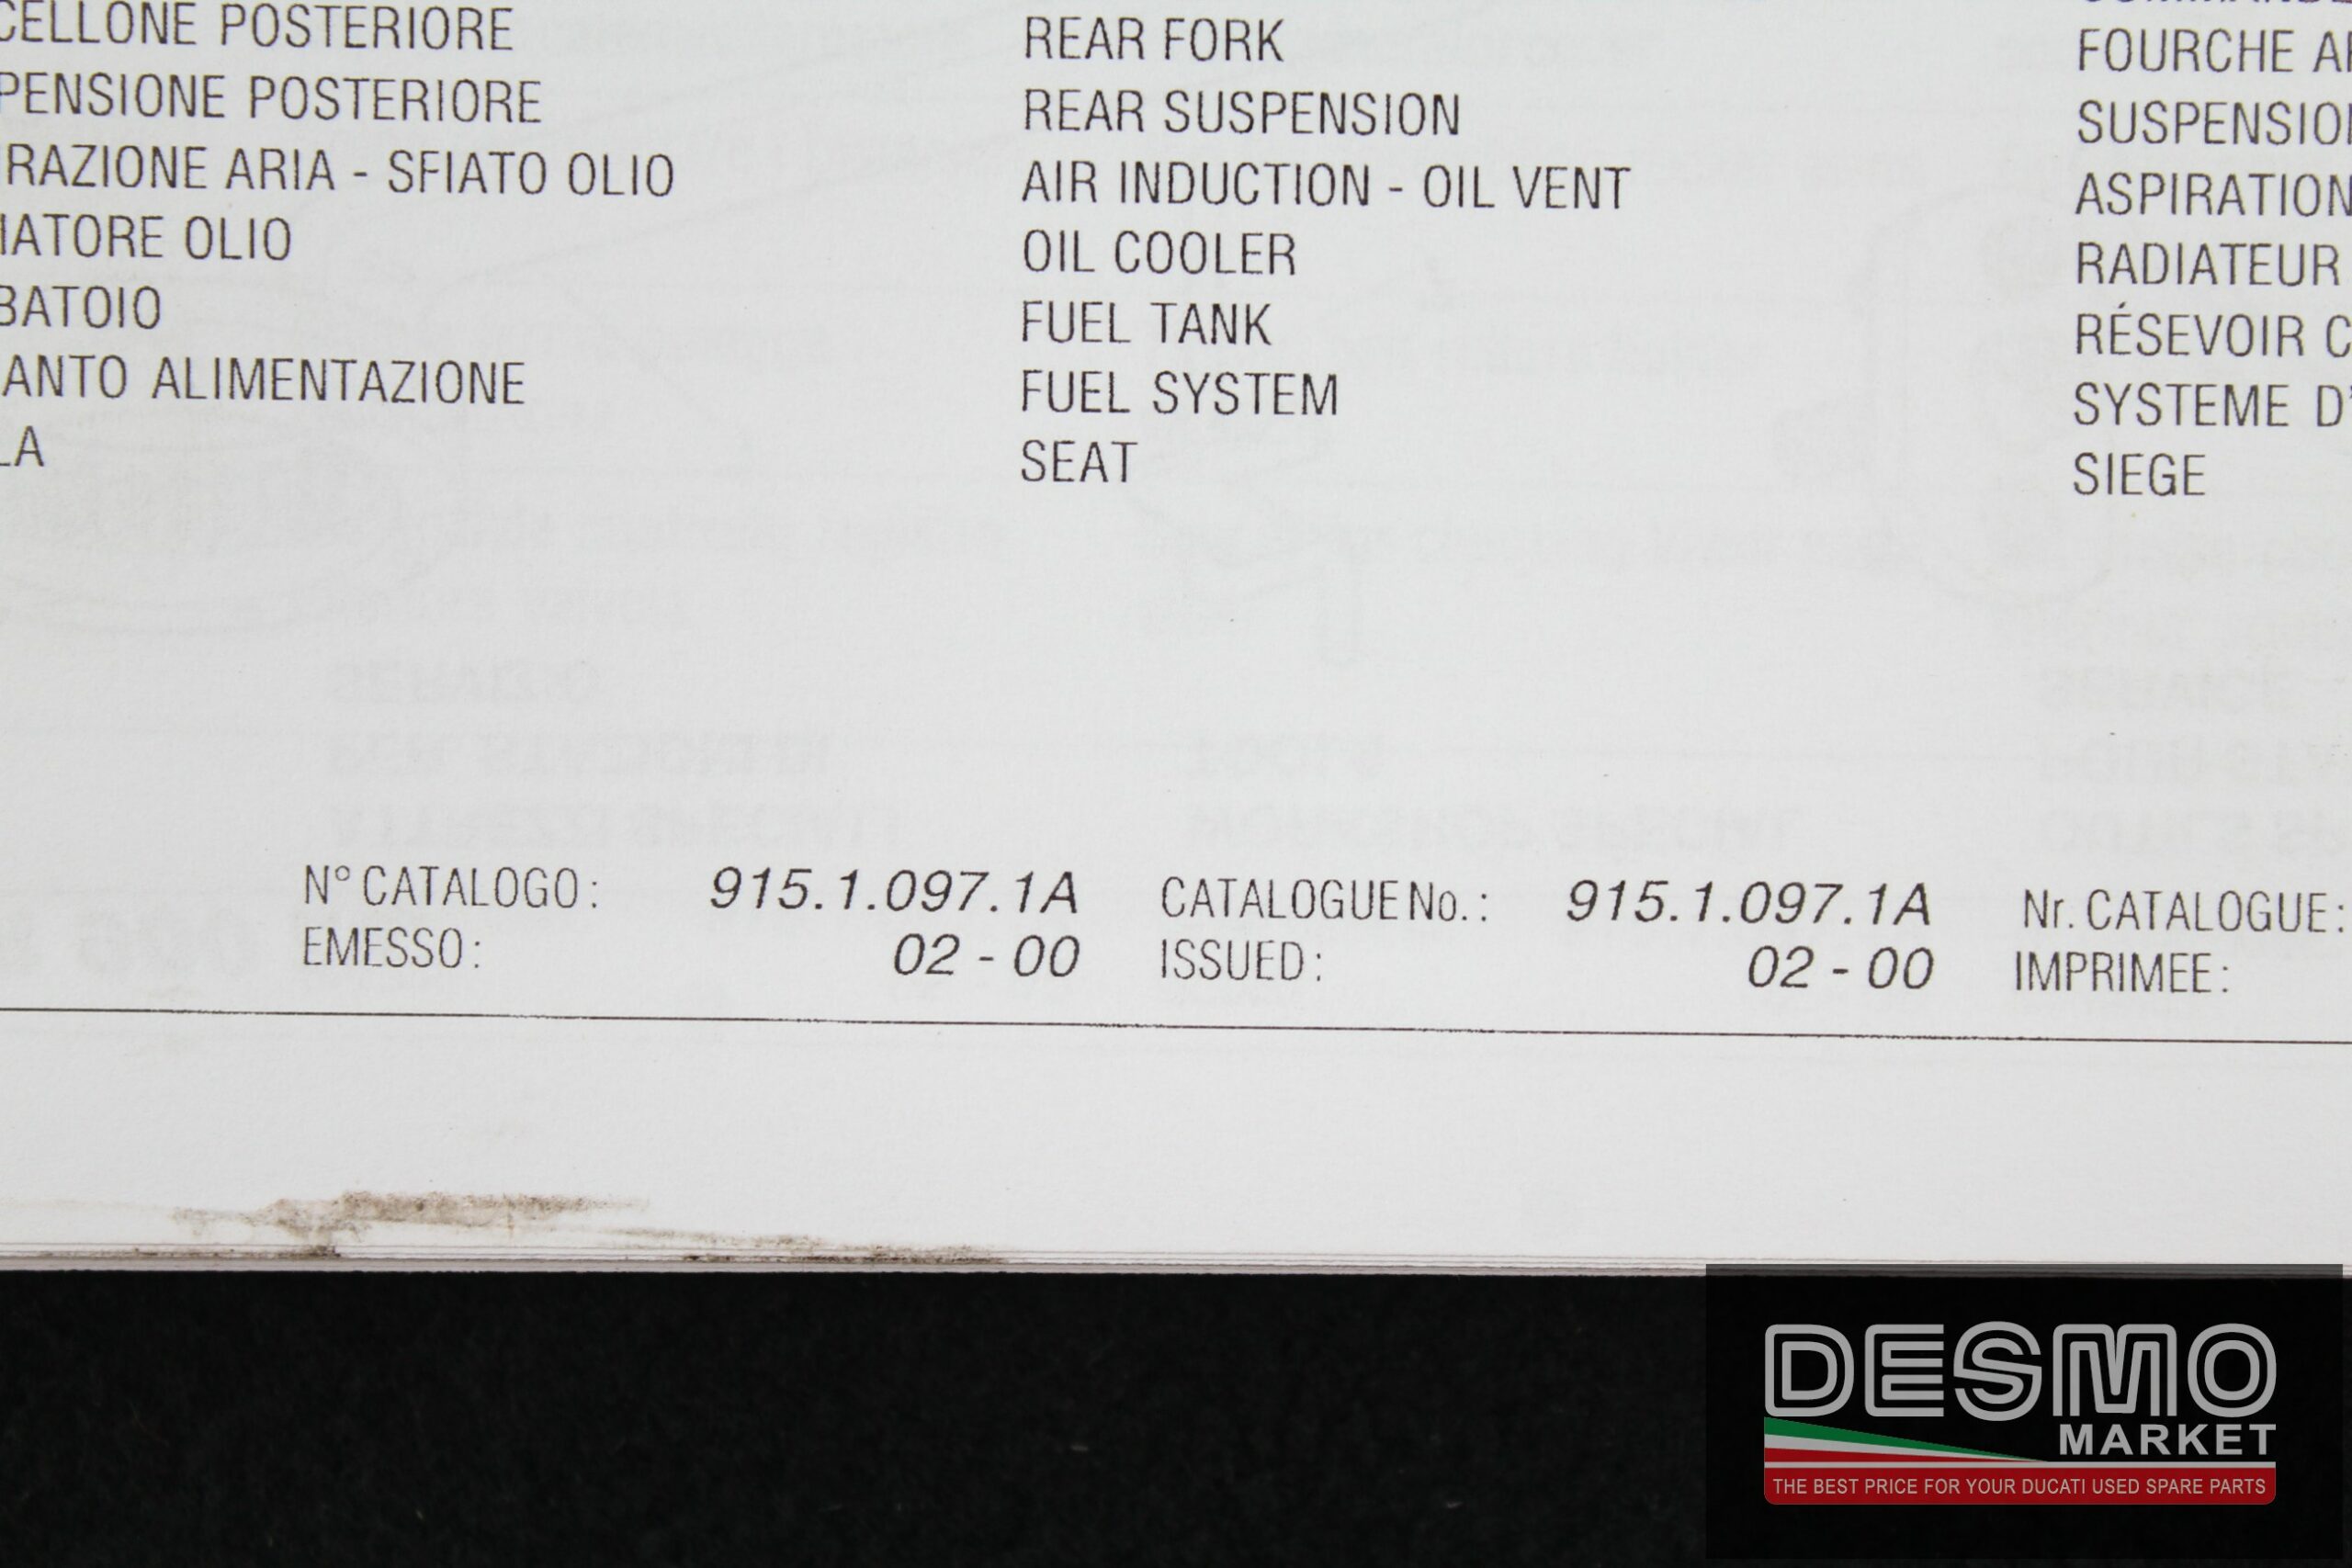 CELLONE POSTERIORE REAR FORK FOURCHE
PENSIONE POSTERIORE REAR SUSPENSION SUSPENSION
RAZIONE ARIA - SFIATO OLIO AIR INDUCTION - OIL VENT ASPIRATION
IATORE OLIO OIL COOLER RADIATEUR
BATOIO FUEL TANK RÉSEVOIR C
ANTO ALIMENTAZIONE FUEL SYSTEM SYSTEME D'
LA SEAT SIEGE
N° CATALOGO: 915.1.097.1A CATALOGUE No.: 915.1.097.1A Nr. CATALOGUE:
EMESSO: 02 - 00 ISSUED: 02 - 00 IMPRIMEE:
DESMO
MARKET
THE BEST PRICE FOR YOUR DUCATI USED SPARE PARTS